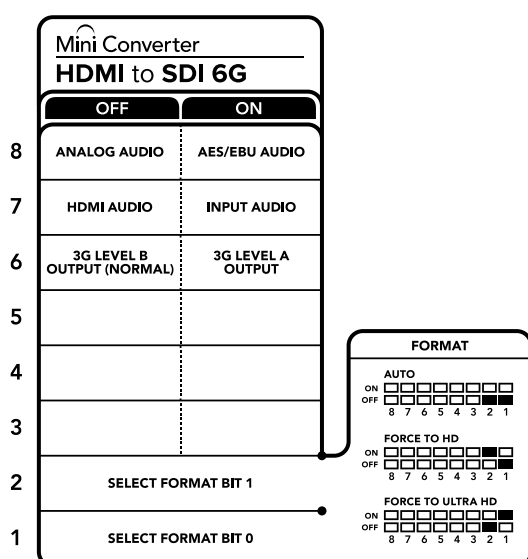 Mini Converter
HDMI to SDI 6G
OFF ON
8 ANALOG AUDIO AES/EBU AUDIO
7 HDMI AUDIO INPUT AUDIO
6 3G LEVEL B OUTPUT (NORMAL) 3G LEVEL A OUTPUT
5
4
3
2 SELECT FORMAT BIT 1
1 SELECT FORMAT BIT 0
FORMAT
AUTO
ON
OFF
8 7 6 5 4 3 2 1
FORCE TO HD
ON
OFF
8 7 6 5 4 3 2 1
FORCE TO ULTRA HD
ON
OFF
8 7 6 5 4 3 2 1